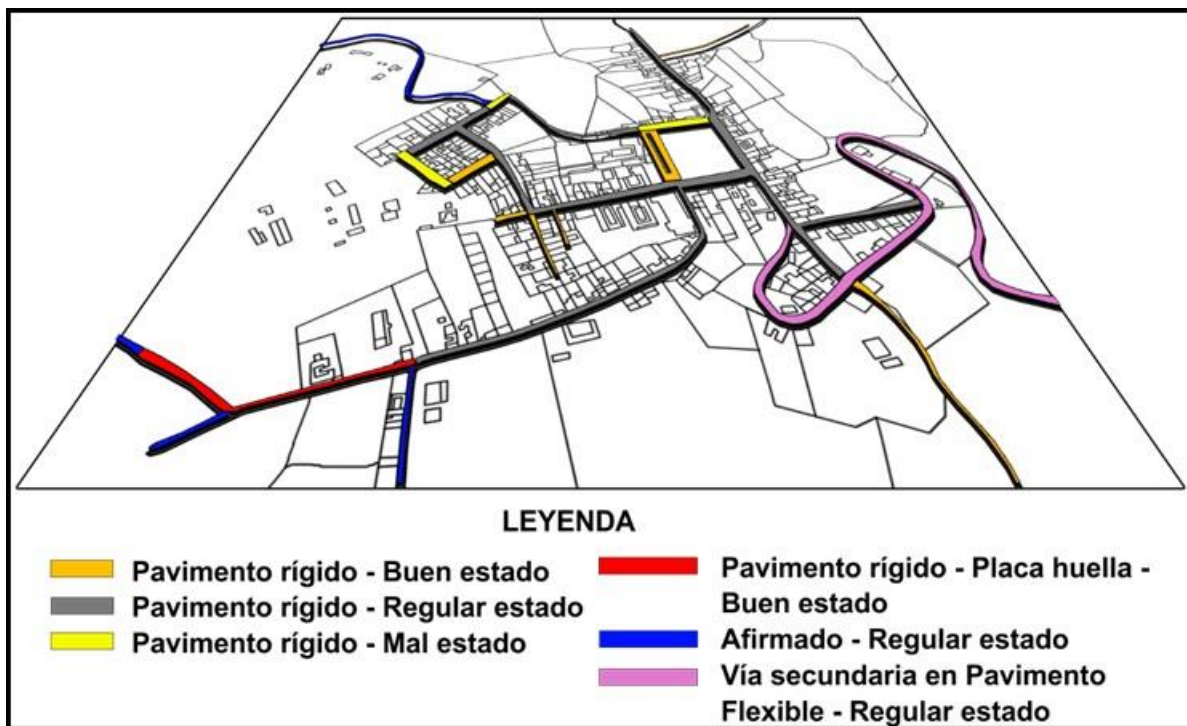 LEYENDA
Pavimento rígido - Buen estado
Pavimento rígido - Regular estado
Pavimento rígido - Mal estado
Pavimento rígido - Placa huella -
Buen estado
Afirmado - Regular estado
Vía secundaria en Pavimento
Flexible - Regular estado